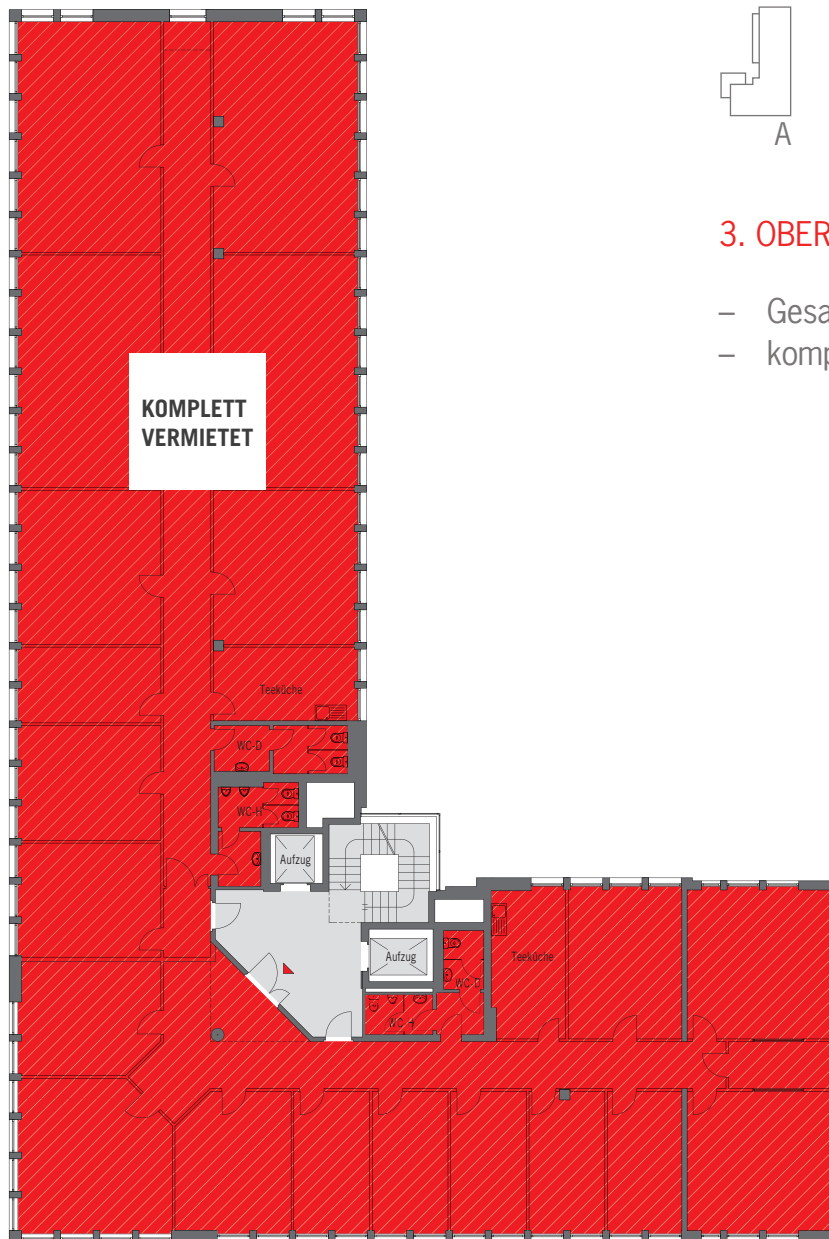 A
3. OBER
– Gesa
– komp
KOMPLETT
VERMIETET
Teeküche
WC-D
WC-H
Aufzug
Aufzug
Teeküche
WC-D
WC-H